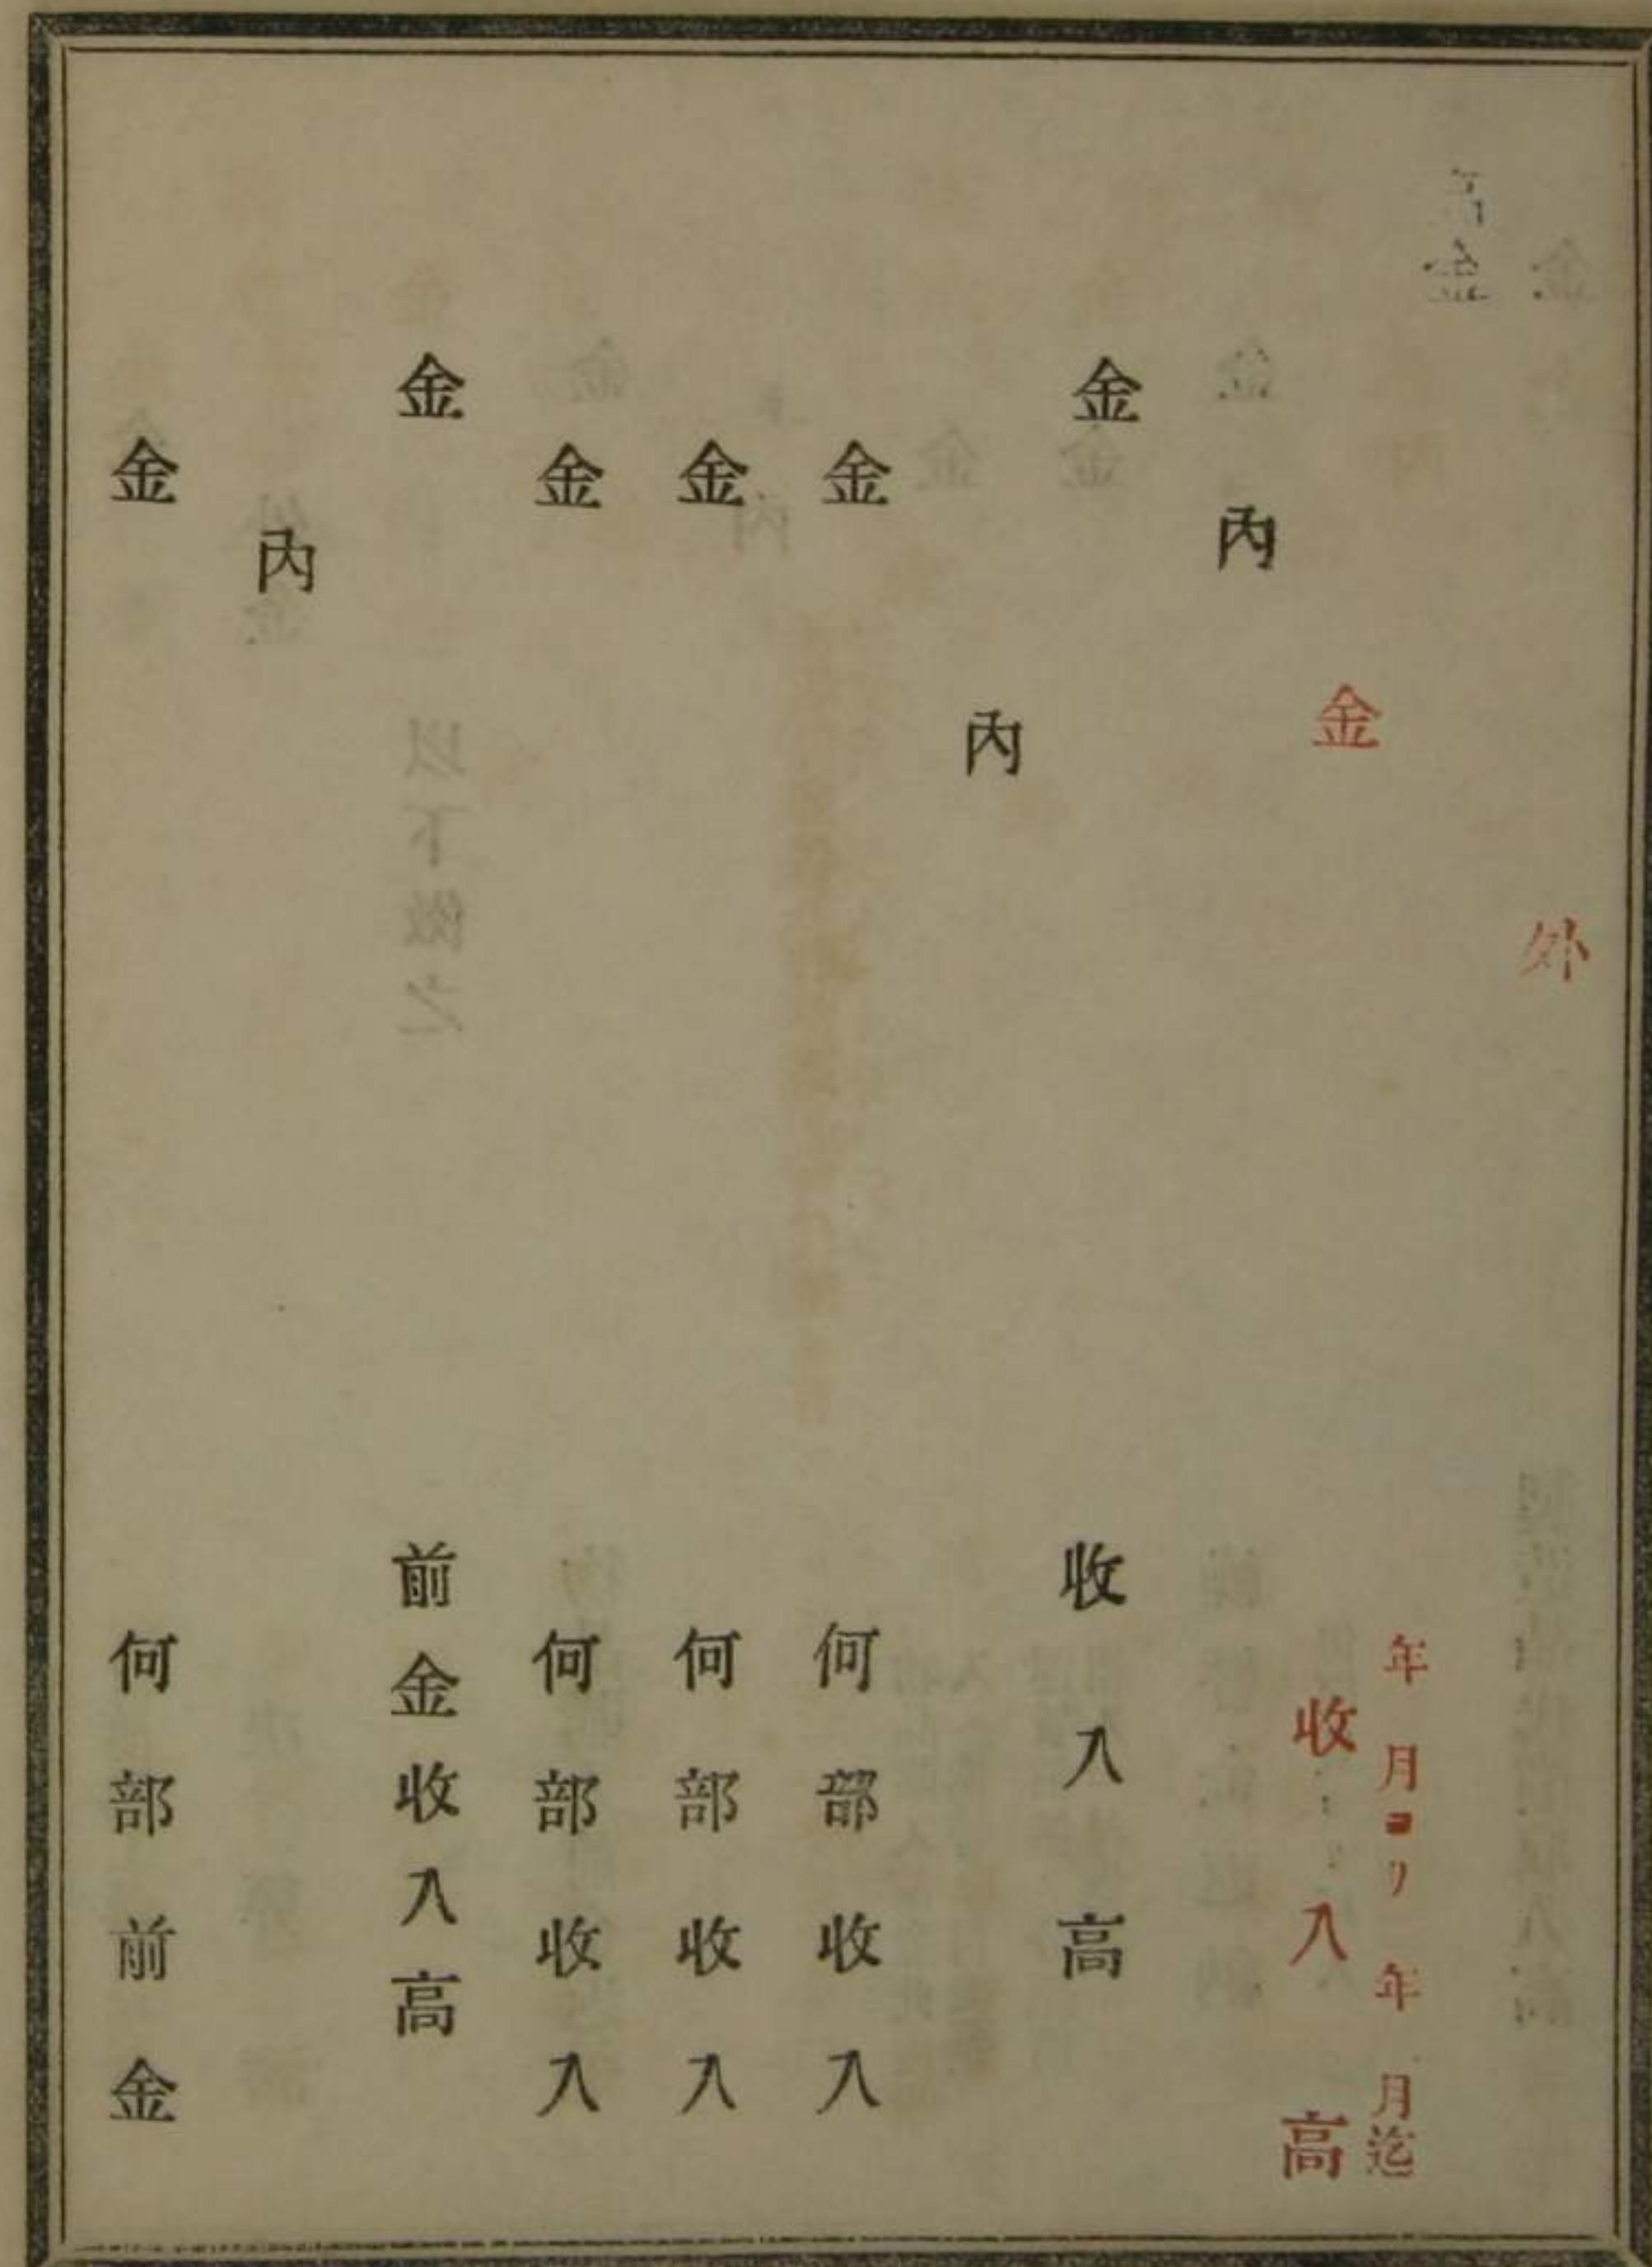 外
金 年月ヨリ年月迄
收入高
內
金 收入高
內
金 何部收入
金 何部收入
金 何部收入
金 前金收入高
內
金 何部前金